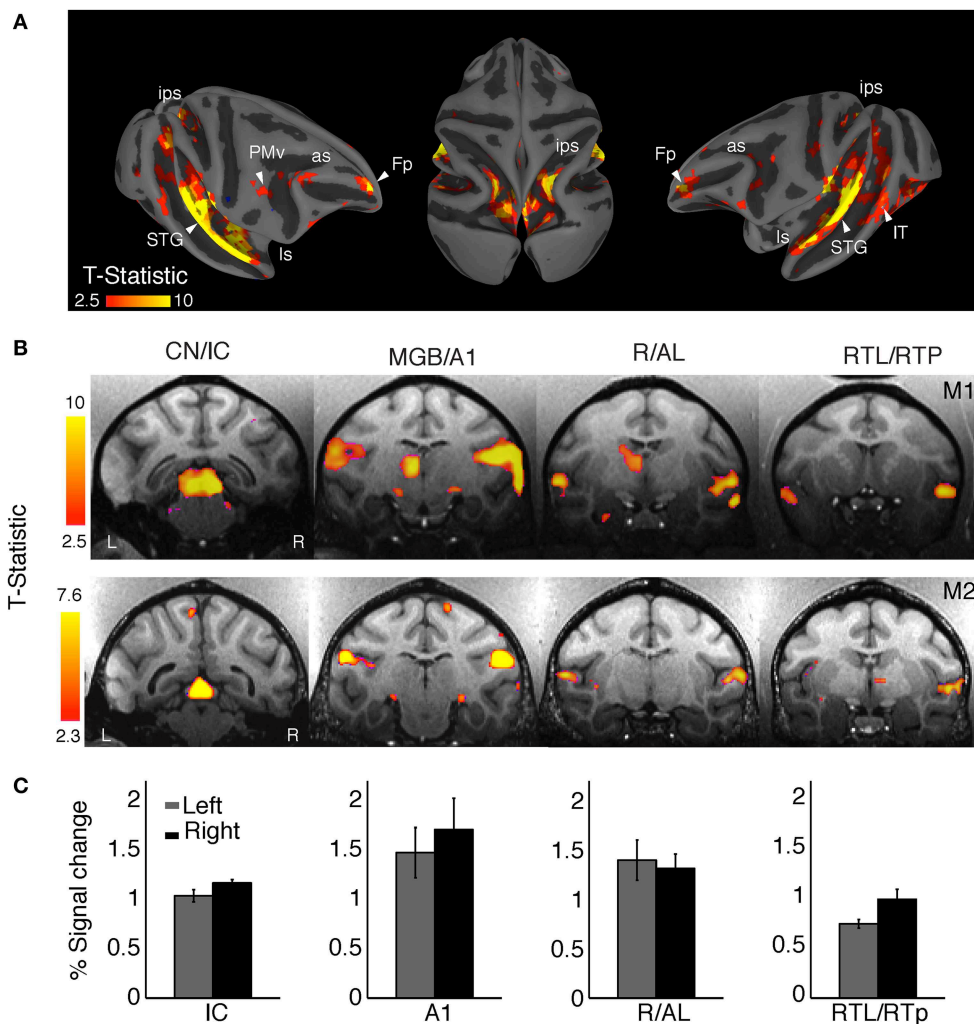 A
ips
PMv
as
Fp
STG
ls
T-Statistic
2.5 10
ips
Fp
as
ips
ls
STG
IT
B
CN/IC
MGB/A1
R/AL
RTL/RTP
M1
10
2.5
L
R
T-Statistic
M2
7.6
2.3
L
R
C
% Signal change
2
1.5
1
0.5
0
Left
Right
IC
2
1.5
1
0.5
0
A1
2
1.5
1
0.5
0
R/AL
2
1.5
1
0.5
0
RTL/RTp